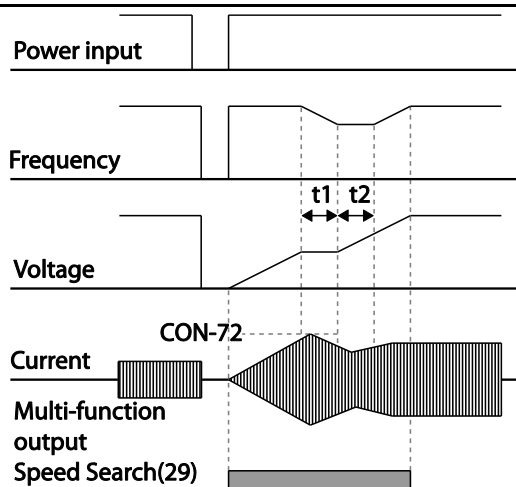 Power input
Frequency
t1 t2
Voltage
CON-72
Current
Multi-function
output
Speed Search(29)